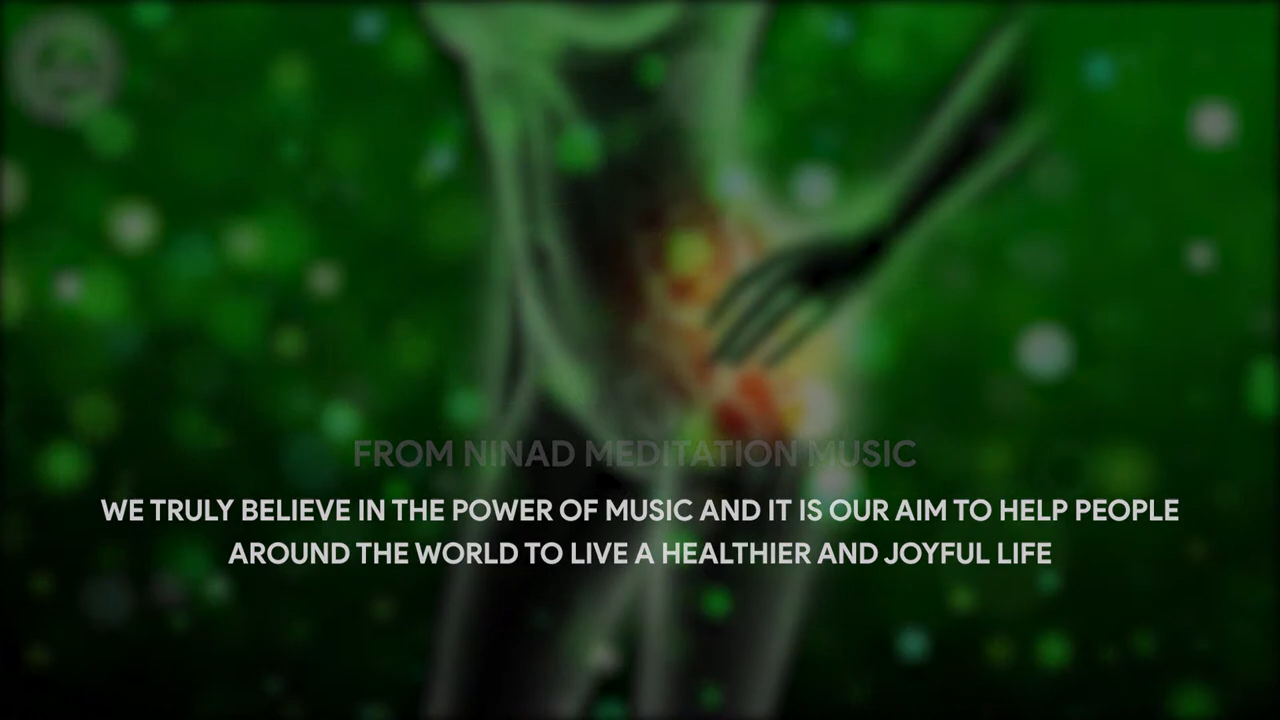 FROM NINAD MEDITATION MUSIC
WE TRULY BELIEVE IN THE POWER OF MUSIC AND IT IS OUR AIM TO HELP PEOPLE
AROUND THE WORLD TO LIVE A HEALTHIER AND JOYFUL LIFE